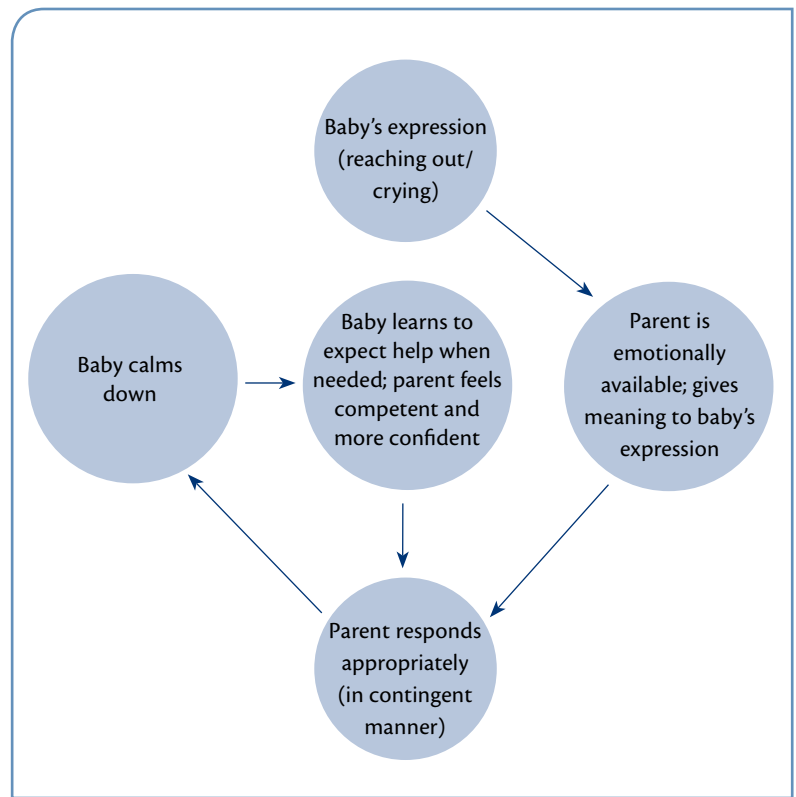 Baby's expression
(reaching out/
crying)
Parent is
emotionally
available; gives
meaning to baby's
expression
Parent responds
appropriately
(in contingent
manner)
Baby calms
down
Baby learns to
expect help when
needed; parent feels
competent and
more confident